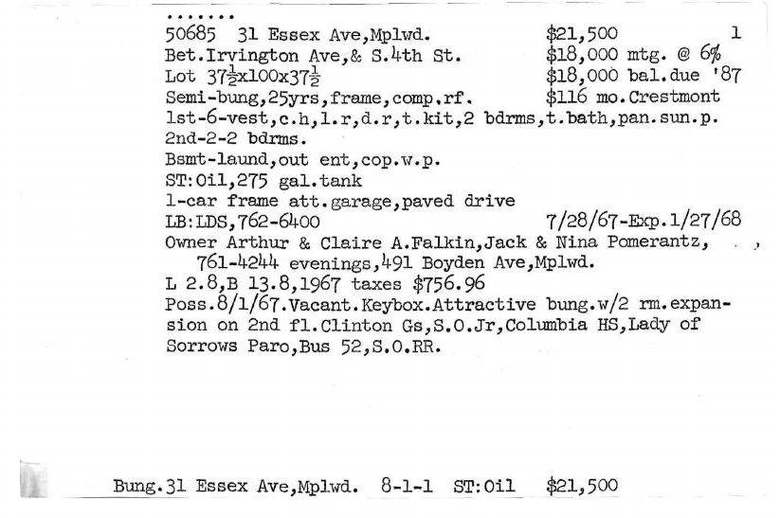 .......
50685 31 Essex Ave,Mplwd. $21,500 1
Bet.Irvington Ave,& S.4th St. $18,000 mtg. @ 6%
Lot 37½x100x37½ $18,000 bal.due '87
Semi-bung,25yrs,frame,comp.rf. $116 mo.Crestmont
1st-6-vest,c.h,l.r,d.r,t.kit,2 bdrms,t.bath,pan.sun.p.
2nd-2-2 bdrms.
Bsmt-laund,out ent,cop.w.p.
ST:Oil,275 gal.tank
1-car frame att.garage,paved drive
LB:LDS,762-6400 7/28/67-Exp.1/27/68
Owner Arthur & Claire A.Falkin,Jack & Nina Pomerantz,
761-4244 evenings,491 Boyden Ave,Mplwd.
L 2.8,B 13.8,1967 taxes $756.96
Poss.8/1/67.Vacant.Keybox.Attractive bung.w/2 rm.expan-
sion on 2nd fl.Clinton Gs,S.O.Jr,Columbia HS,Lady of
Sorrows Paro,Bus 52,S.O.RR.
Bung.31 Essex Ave,Mplwd. 8-1-1 ST:Oil $21,500